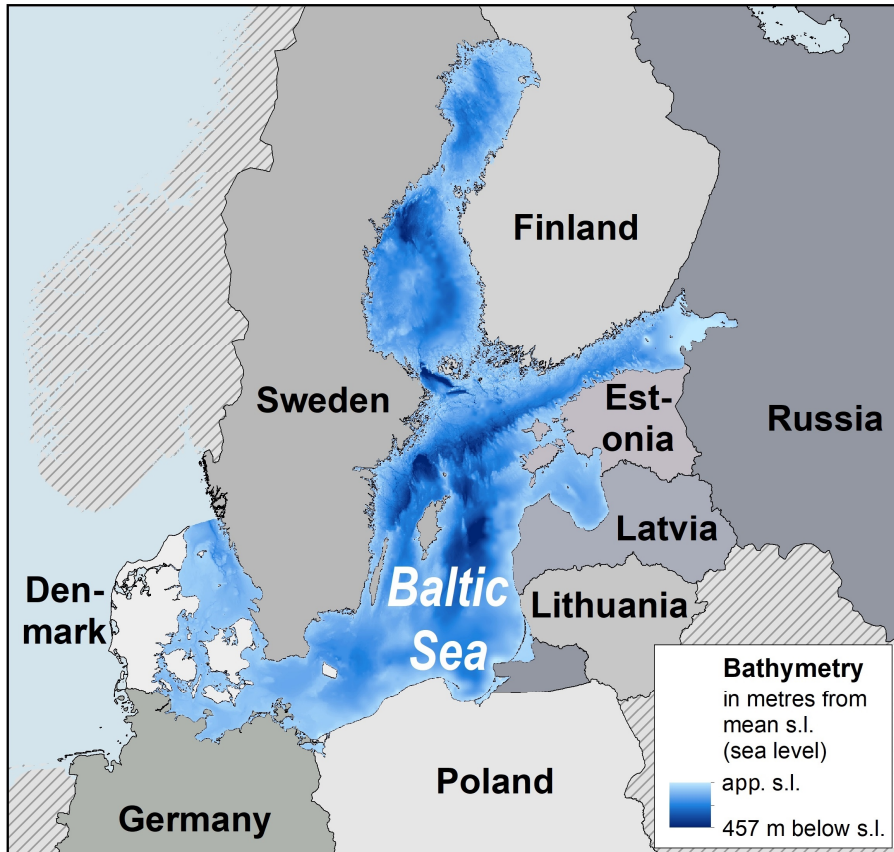 Finland
Sweden
Est-
onia
Russia
Latvia
Den-
mark
Baltic
Sea
Lithuania
Poland
Germany
Bathymetry
in metres from
mean s.l.
(sea level)
app. s.l.
457 m below s.l.